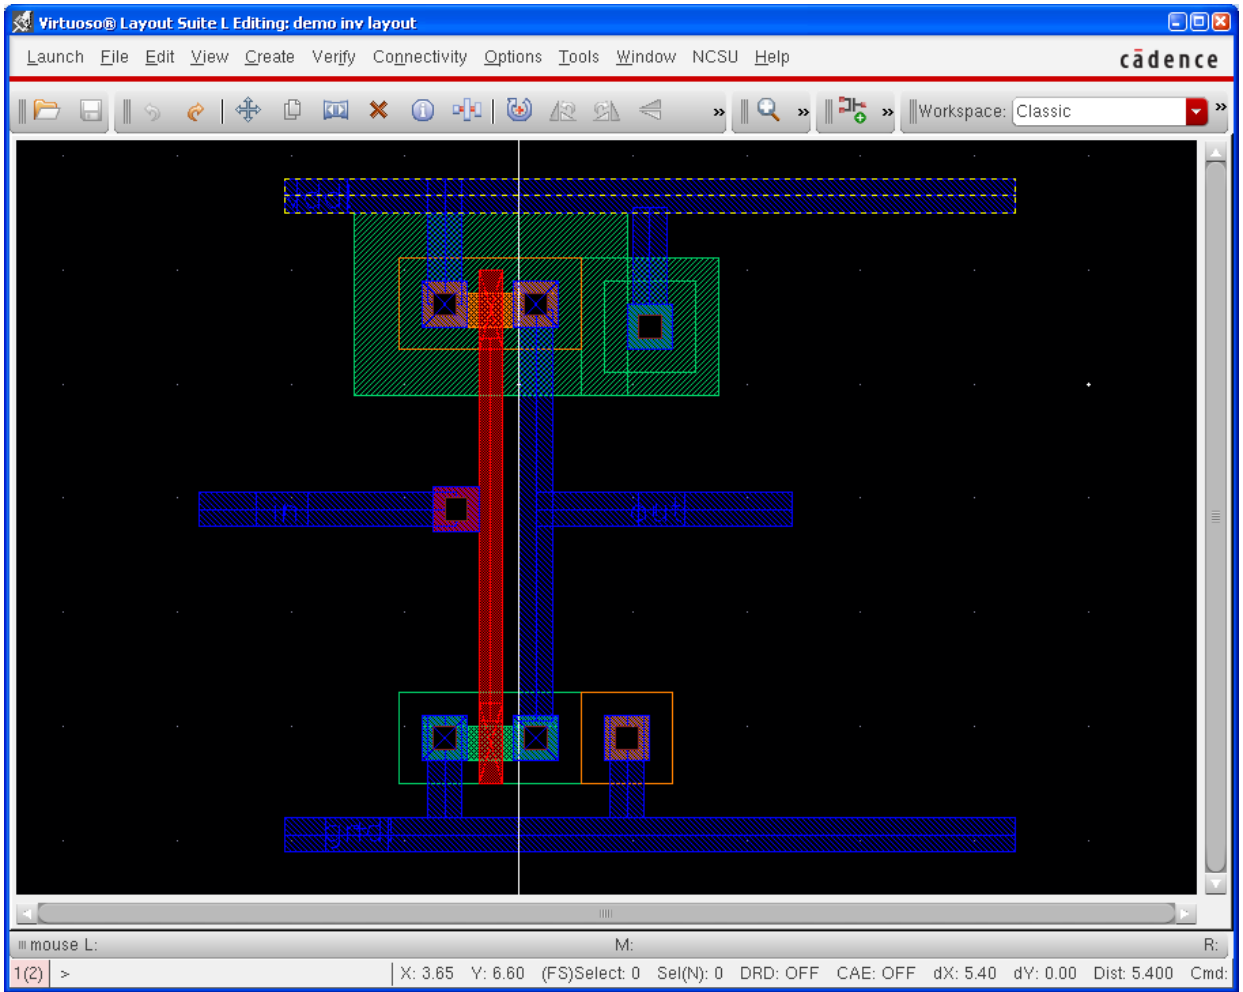 Virtuoso® Layout Suite L Editing: demo inv layout
Launch File Edit View Create Verify Connectivity Options Tools Window NCSU Help
cādence
» » » Workspace: Classic »
vdd!
in
out
gnd!
mouse L: M: R:
1(2) > X: 3.65 Y: 6.60 (FS)Select: 0 Sel(N): 0 DRD: OFF CAE: OFF dX: 5.40 dY: 0.00 Dist: 5.400 Cmd: